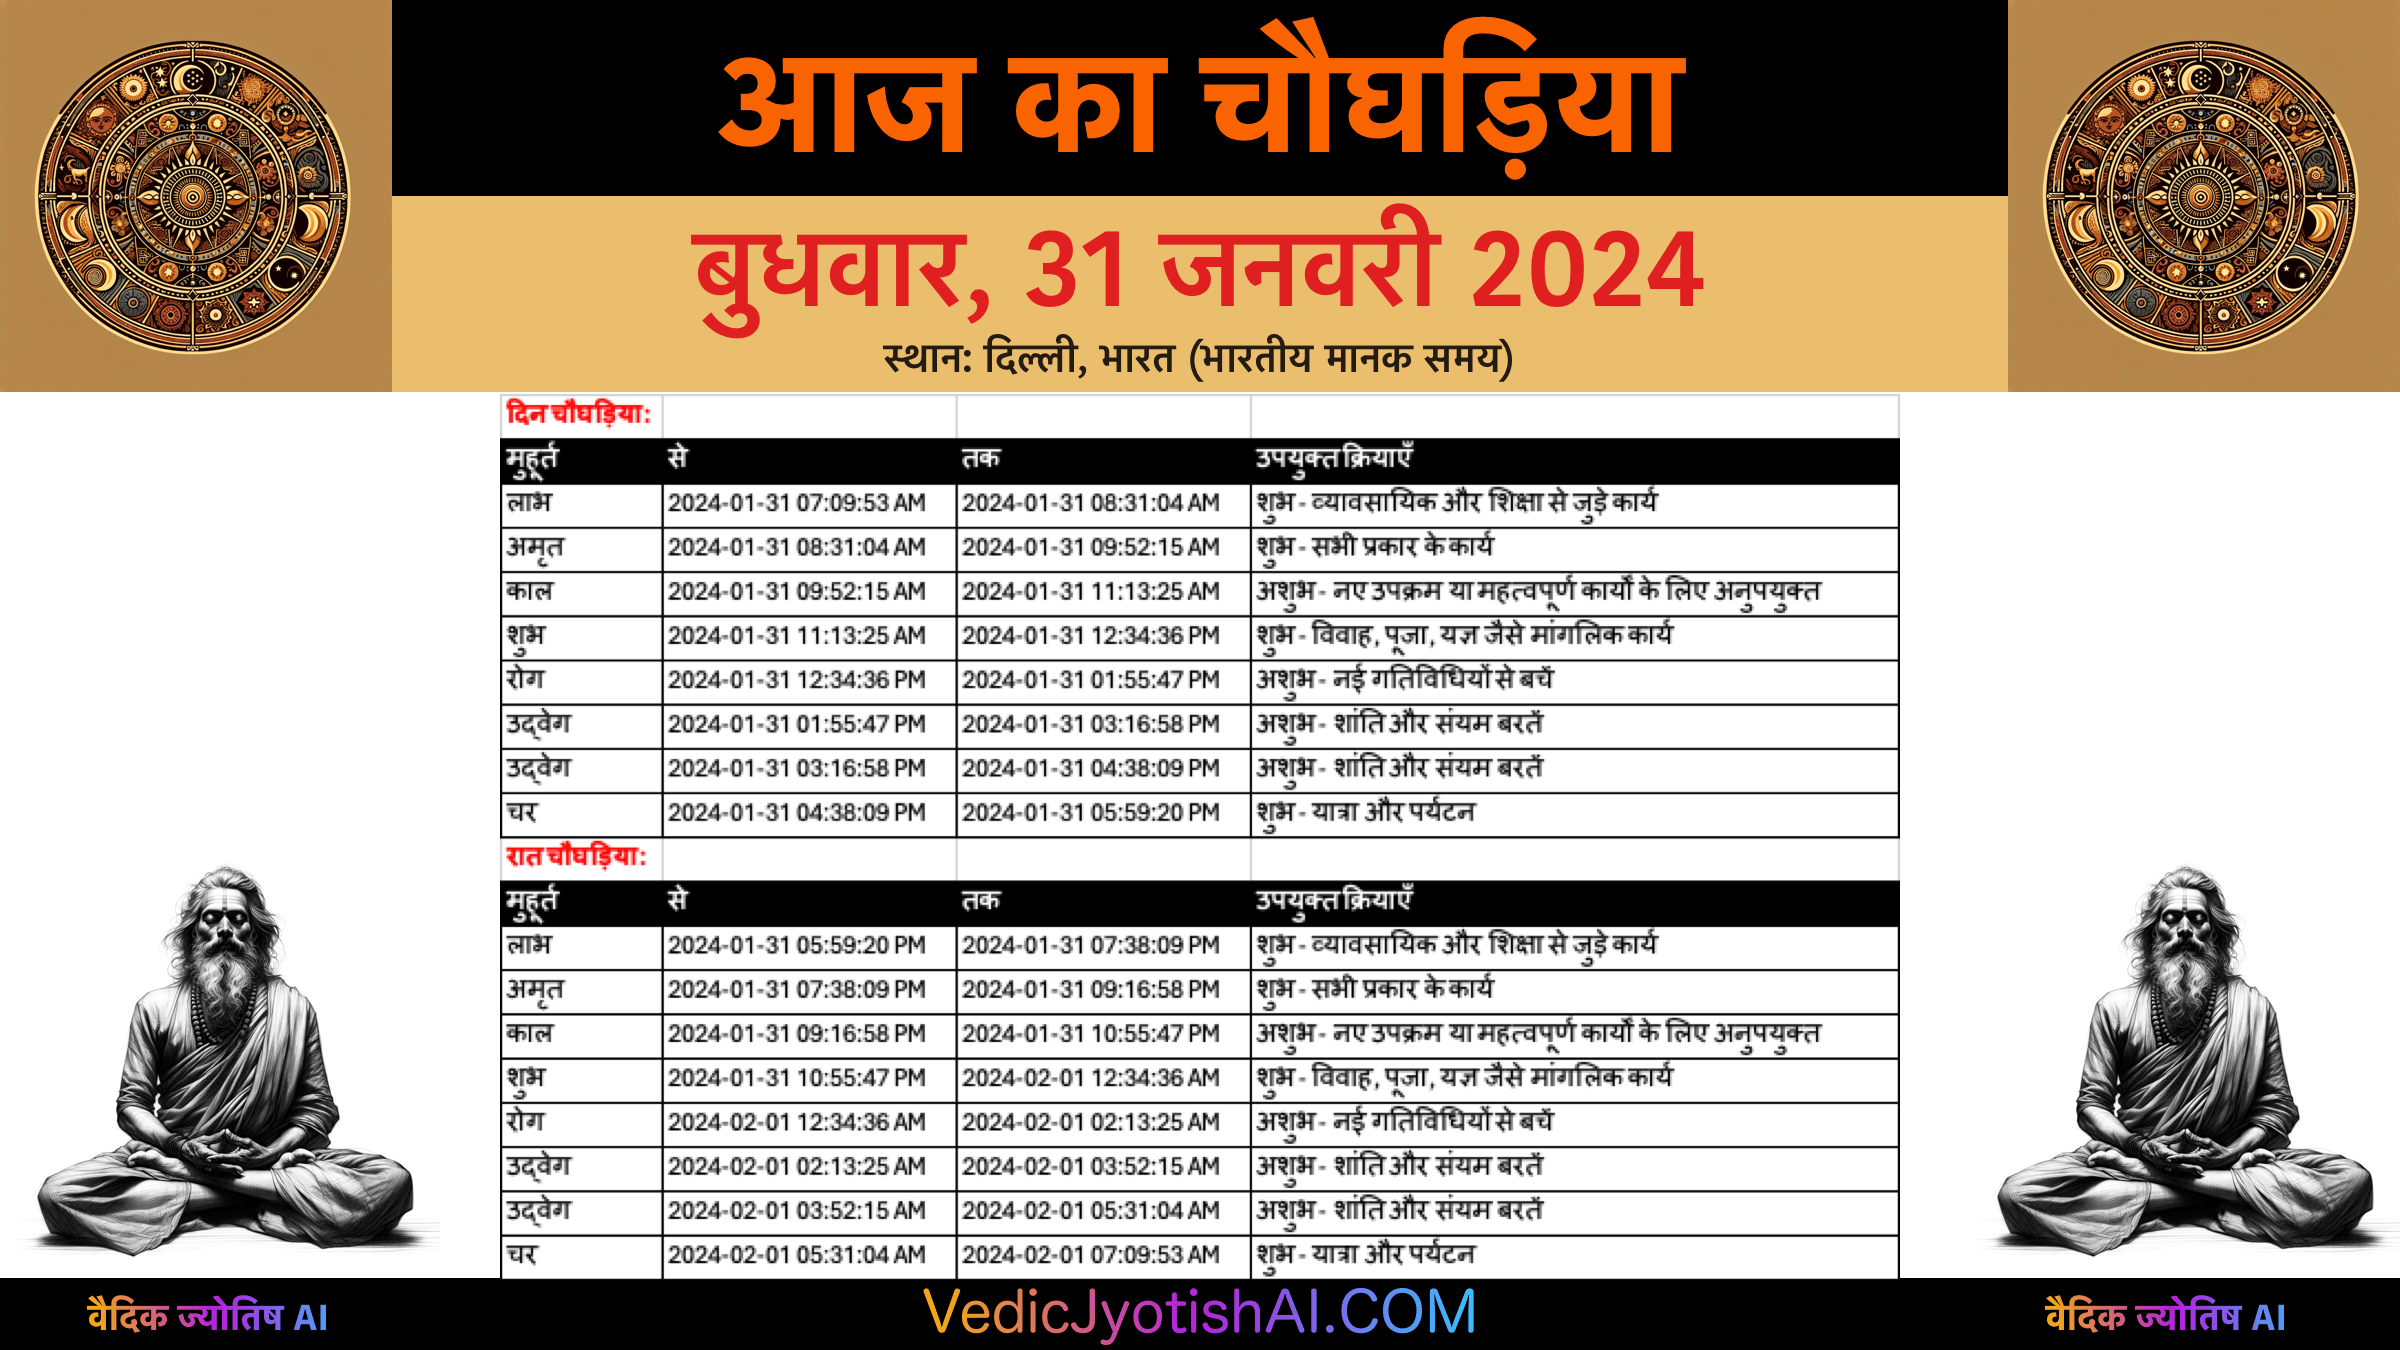 आज का चौघड़िया
बुधवार, 31 जनवरी 2024
स्थान: दिल्ली, भारत (भारतीय मानक समय)
दिन चौघड़िया:
मुहूर्त से तक उपयुक्त क्रियाएँ
लाभ 2024-01-31 07:09:53 AM 2024-01-31 08:31:04 AM शुभ - व्यावसायिक और शिक्षा से जुड़े कार्य
अमृत 2024-01-31 08:31:04 AM 2024-01-31 09:52:15 AM शुभ - सभी प्रकार के कार्य
काल 2024-01-31 09:52:15 AM 2024-01-31 11:13:25 AM अशुभ - नए उपक्रम या महत्वपूर्ण कार्यों के लिए अनुपयुक्त
शुभ 2024-01-31 11:13:25 AM 2024-01-31 12:34:36 PM शुभ - विवाह, पूजा, यज्ञ जैसे मांगलिक कार्य
रोग 2024-01-31 12:34:36 PM 2024-01-31 01:55:47 PM अशुभ - नई गतिविधियों से बचें
उद्वेग 2024-01-31 01:55:47 PM 2024-01-31 03:16:58 PM अशुभ - शांति और संयम बरतें
उद्वेग 2024-01-31 03:16:58 PM 2024-01-31 04:38:09 PM अशुभ - शांति और संयम बरतें
चर 2024-01-31 04:38:09 PM 2024-01-31 05:59:20 PM शुभ - यात्रा और पर्यटन
रात चौघड़िया:
मुहूर्त से तक उपयुक्त क्रियाएँ
लाभ 2024-01-31 05:59:20 PM 2024-01-31 07:38:09 PM शुभ - व्यावसायिक और शिक्षा से जुड़े कार्य
अमृत 2024-01-31 07:38:09 PM 2024-01-31 09:16:58 PM शुभ - सभी प्रकार के कार्य
काल 2024-01-31 09:16:58 PM 2024-01-31 10:55:47 PM अशुभ - नए उपक्रम या महत्वपूर्ण कार्यों के लिए अनुपयुक्त
शुभ 2024-01-31 10:55:47 PM 2024-02-01 12:34:36 AM शुभ - विवाह, पूजा, यज्ञ जैसे मांगलिक कार्य
रोग 2024-02-01 12:34:36 AM 2024-02-01 02:13:25 AM अशुभ - नई गतिविधियों से बचें
उद्वेग 2024-02-01 02:13:25 AM 2024-02-01 03:52:15 AM अशुभ - शांति और संयम बरतें
उद्वेग 2024-02-01 03:52:15 AM 2024-02-01 05:31:04 AM अशुभ - शांति और संयम बरतें
चर 2024-02-01 05:31:04 AM 2024-02-01 07:09:53 AM शुभ - यात्रा और पर्यटन
वैदिक ज्योतिष AI VedicJyotishAI.COM वैदिक ज्योतिष AI